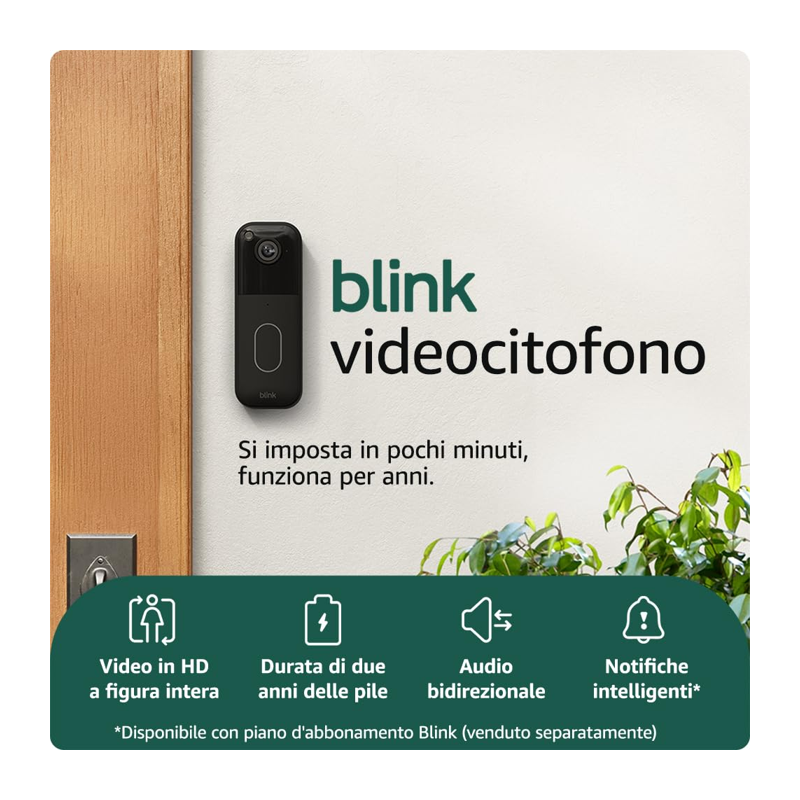 blink
videocitofono
blink
Si imposta in pochi minuti,
funziona per anni.
Video in HD
a figura intera
Durata di due
anni delle pile
Audio
bidirezionale
Notifiche
intelligenti*
*Disponibile con piano d'abbonamento Blink (venduto separatamente)